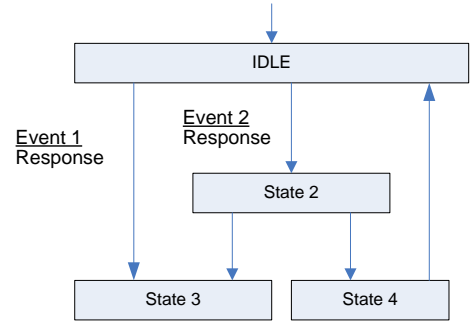 IDLE
Event 1
Response
Event 2
Response
State 2
State 3
State 4